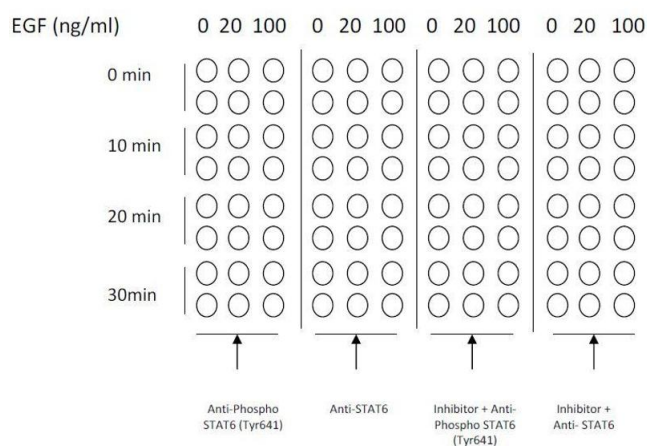 EGF (ng/ml) 0 20 100 0 20 100 0 20 100 0 20 100
0 min
10 min
20 min
30min
Anti-Phospho
STAT6 (Tyr641)
Anti-STAT6
Inhibitor + Anti-
Phospho STAT6
(Tyr641)
Inhibitor +
Anti- STAT6